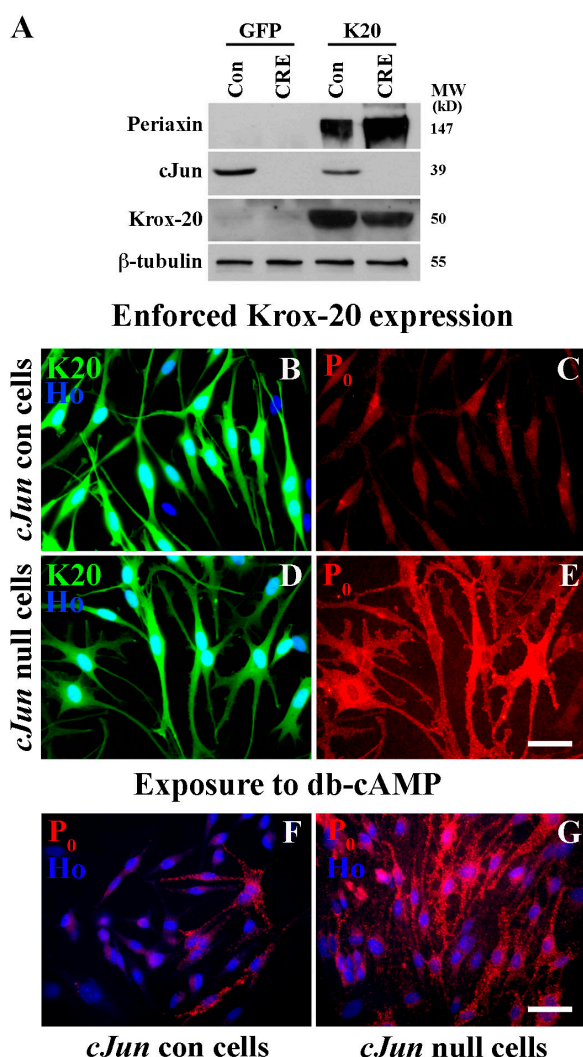 A
GFP K20
Con CRE Con CRE MW (kD)
Periaxin 147
cJun 39
Krox-20 50
β-tubulin 55
Enforced Krox-20 expression
cJun con cells
K20 B
Ho
P0 C
cJun null cells
K20 D
Ho
P0 E
Exposure to db-cAMP
P0 F
Ho
P0 G
Ho
cJun con cells cJun null cells